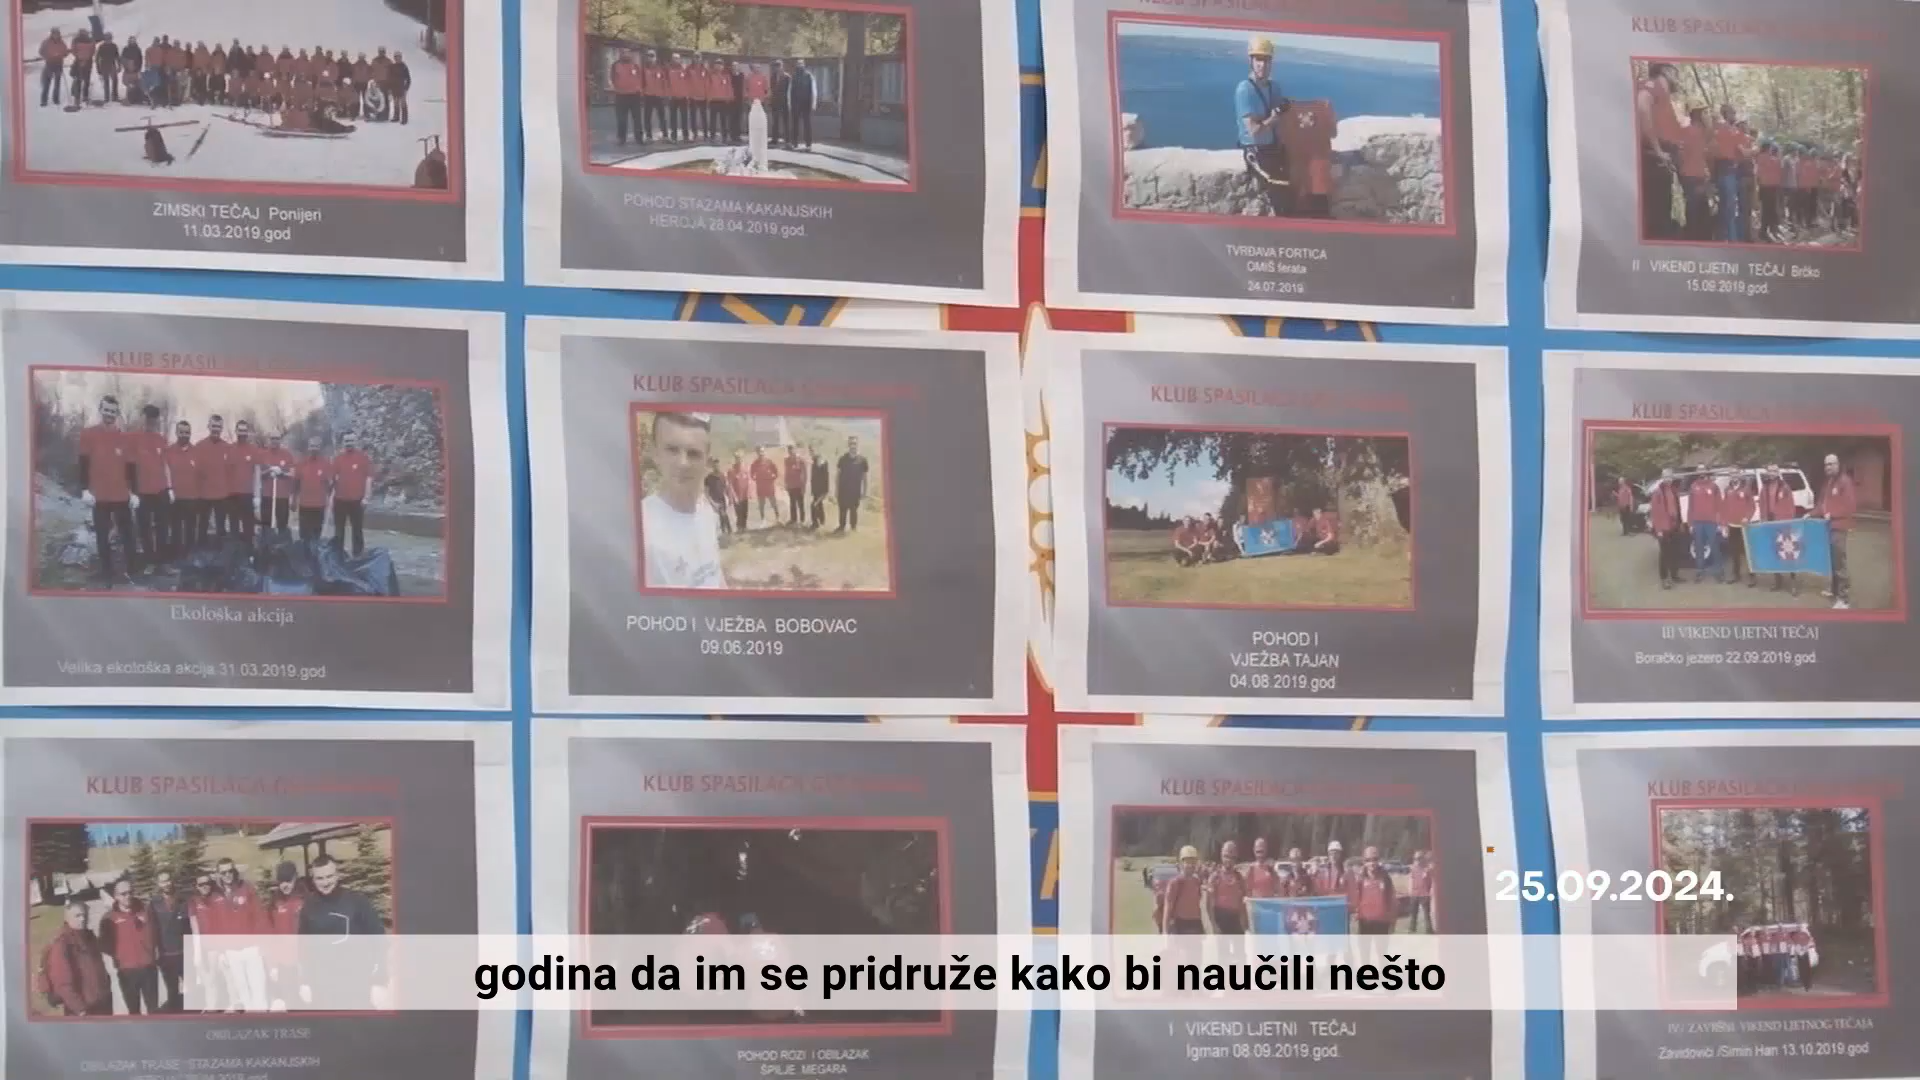 KLUB SPASILACA
ZIMSKI TEČAJ Ponijeri
11.03.2019.god
POHOD STAZAMA KAKANJSKIH
HEROJA 28.04 2019.god.
TVRĐAVA FORTICA
OMIŠ ferata
24.07.2019
KLUB SPASILACA
II VIKEND LJETNI TEČAJ Brčko
15.09.2019.god.
KLUB SPASILACA
Ekološka akcija
Velika ekološka akcija 31.03.2019.god
KLUB SPASILACA
POHOD I VJEŽBA BOBOVAC
09.06.2019
KLUB SPASILACA
POHOD I
VJEŽBA TAJAN
04.08.2019.god
KLUB SPASILACA
III VIKEND LJETNI TEČAJ
Boračko jezero 22.09.2019.god.
KLUB SPASILACA
OBILAZAK TRASE
OBILAZAK TRASE STAZAMA KAKANJSKIH
KLUB SPASILACA
POHOD ROZI I OBILAZAK
ŠPILJE MEGARA
KLUB SPASILACA
I VIKEND LJETNI TEČAJ
Igman 08.09.2019.god.
KLUB SPASILACA
IV / ZAVRŠNI VIKEND LJETNOG TEČAJA
Zavidovići /Simin Han 13.10.2019.god
25.09.2024.
godina da im se pridruže kako bi naučili nešto